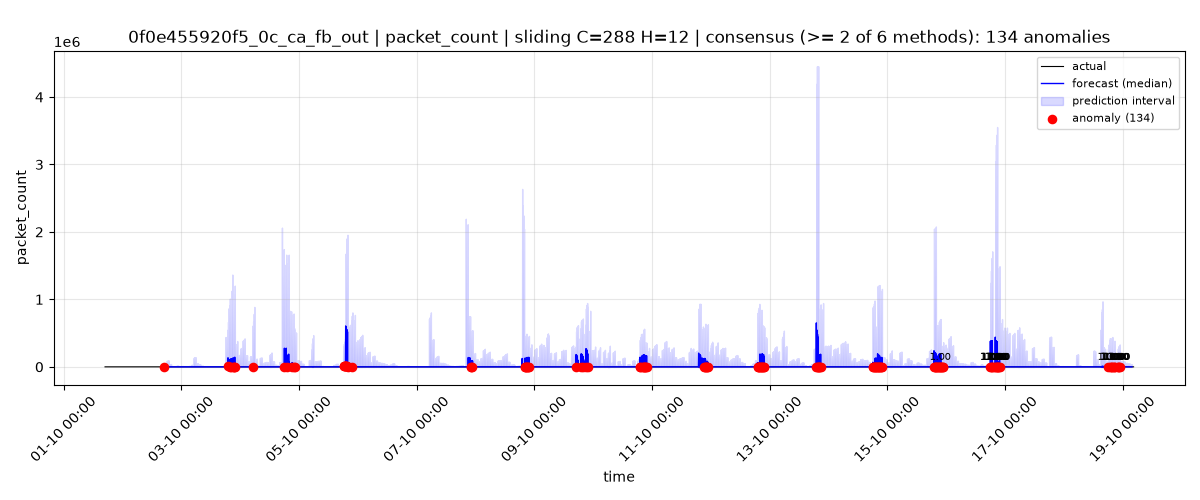 0f0e455920f5_0c_ca_fb_out | packet_count | sliding C=288 H=12 | consensus (>= 2 of 6 methods): 134 anomalies
1e6
actual
forecast (median)
prediction interval
anomaly (134)
4
3
2
1
0
packet_count
01-10 00:00
03-10 00:00
05-10 00:00
07-10 00:00
09-10 00:00
11-10 00:00
13-10 00:00
15-10 00:00
17-10 00:00
19-10 00:00
time